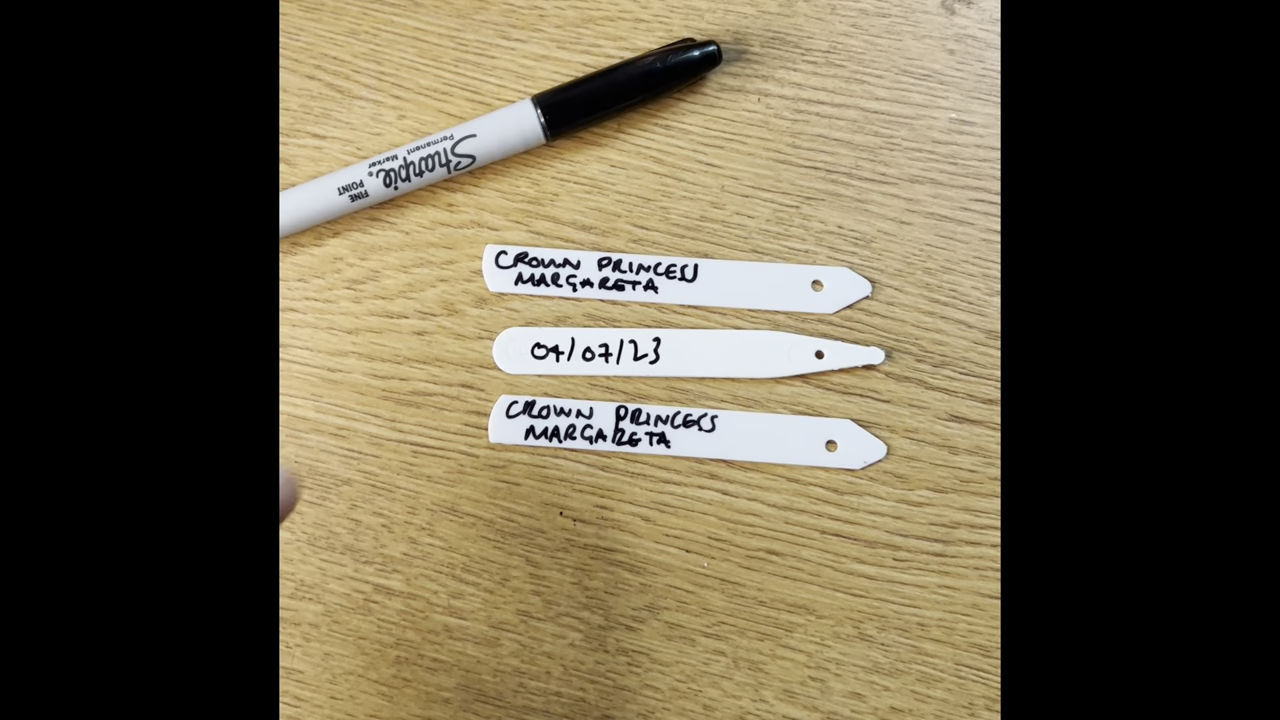 Sharpie®
Permanent Marker
FINE
POINT
CROWN PRINCESS
MARGARETA
04/07/23
CROWN PRINCESS
MARGARETA